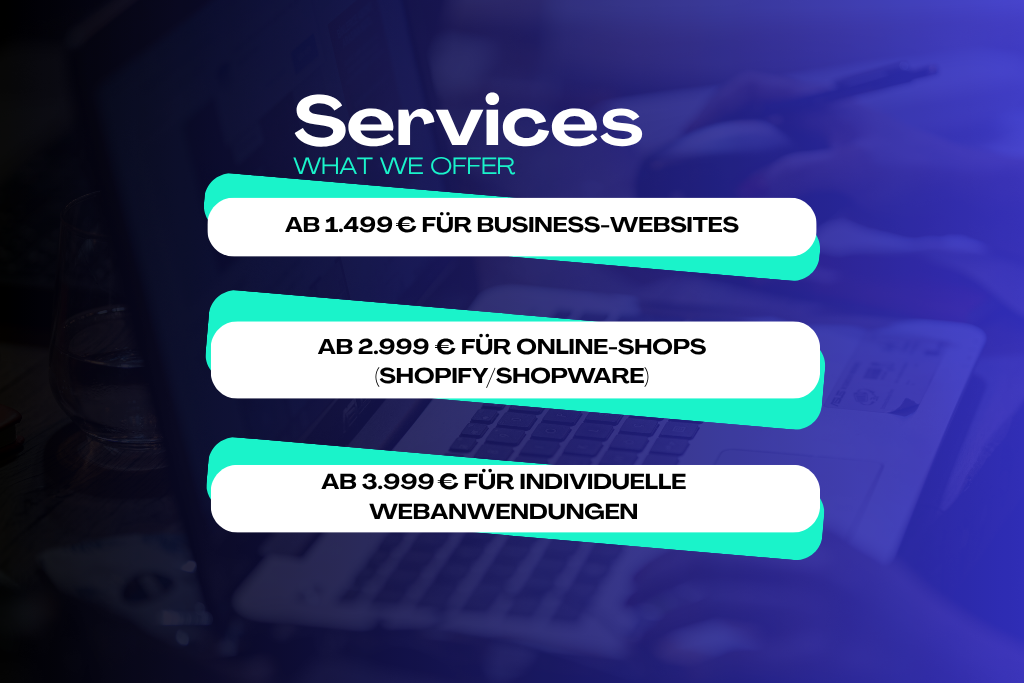 Services
WHAT WE OFFER
AB 1.499 € FÜR BUSINESS-WEBSITES
AB 2.999 € FÜR ONLINE-SHOPS
(SHOPIFY/SHOPWARE)
AB 3.999 € FÜR INDIVIDUELLE
WEBANWENDUNGEN